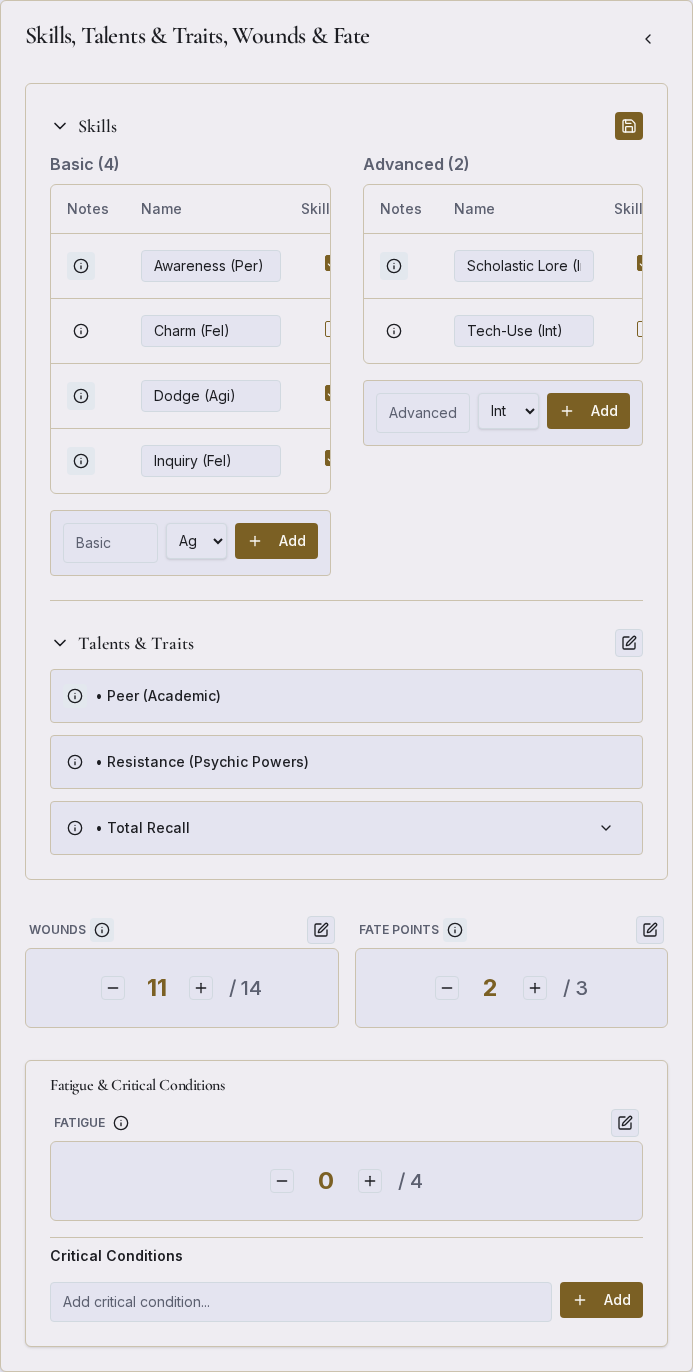 Skills, Talents & Traits, Wounds & Fate
Skills
Basic (4)
Notes Name Skill
Awareness (Per)
Charm (Fel)
Dodge (Agi)
Inquiry (Fel)
Basic Ag Add
Advanced (2)
Notes Name Skill
Scholastic Lore (I
Tech-Use (Int)
Advanced Int Add
Talents & Traits
• Peer (Academic)
• Resistance (Psychic Powers)
• Total Recall
WOUNDS
11 / 14
FATE POINTS
2 / 3
Fatigue & Critical Conditions
FATIGUE
0 / 4
Critical Conditions
Add critical condition... Add